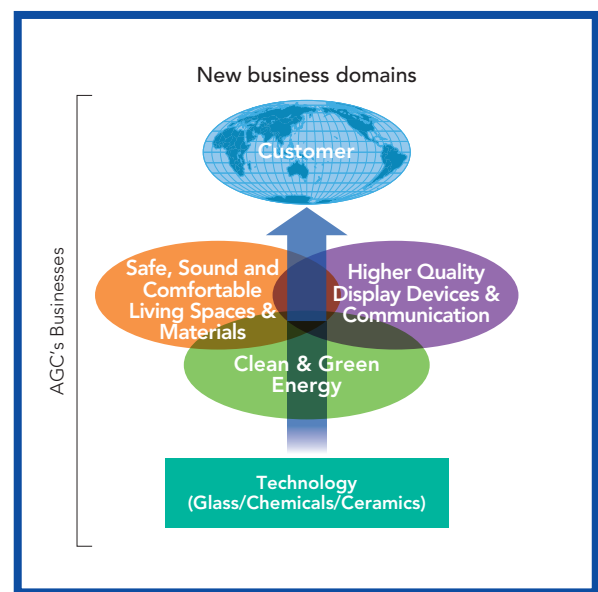 New business domains
Customer
AGC's Businesses
Safe, Sound and
Comfortable
Living Spaces &
Materials
Higher Quality
Display Devices &
Communication
Clean & Green
Energy
Technology
(Glass/Chemicals/Ceramics)